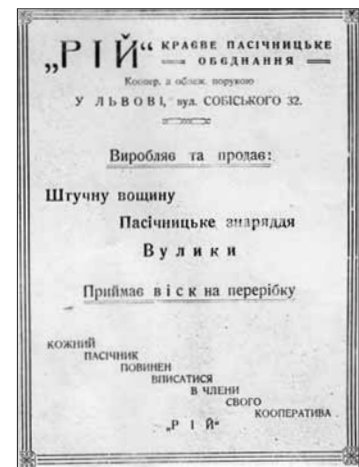 „РІЙ“ КРАЄВЕ ПАСІЧНИЦЬКЕ
ОБЄДНАННЯ
Коопер. з обмеж. порукою
У ЛЬВОВІ, вул. СОБІСЬКОГО 32.
Виробляє та продає:
Штучну вощину
Пасічницьке знаряддя
Вулики
Приймає віск на перерібку
КОЖНИЙ
ПАСІЧНИК
ПОВИНЕН
ВПИСАТИСЯ
В ЧЛЕНИ
СВОГО
КООПЕРАТИВА
„РІЙ“